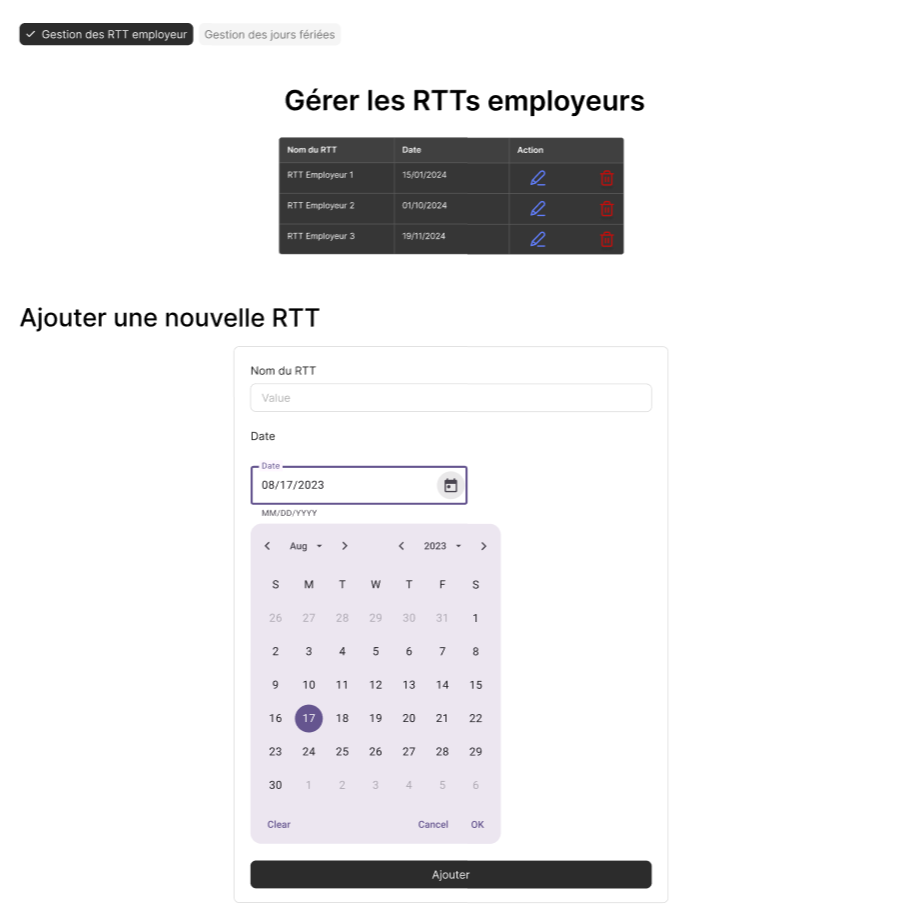 Gestion des RTT employeur Gestion des jours fériées
Gérer les RTTs employeurs
Nom du RTT Date Action
RTT Employeur 1 15/01/2024
RTT Employeur 2 01/10/2024
RTT Employeur 3 19/11/2024
Ajouter une nouvelle RTT
Nom du RTT
Value
Date
Date
08/17/2023
MM/DD/YYYY
Aug 2023
S M T W T F S
26 27 28 29 30 31 1
2 3 4 5 6 7 8
9 10 11 12 13 14 15
16 17 18 19 20 21 22
23 24 25 26 27 28 29
30 1 2 3 4 5 6
Clear Cancel OK
Ajouter